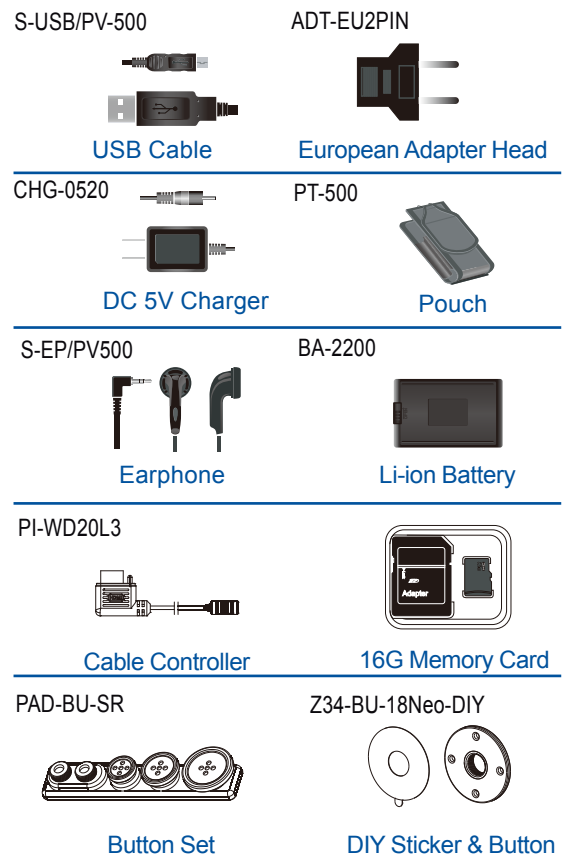 S-USB/PV-500
ADT-EU2PIN
USB Cable
European Adapter Head
CHG-0520
PT-500
DC 5V Charger
Pouch
S-EP/PV500
BA-2200
Earphone
Li-ion Battery
PI-WD20L3
Adapter
Cable Controller
16G Memory Card
PAD-BU-SR
Z34-BU-18Neo-DIY
Button Set
DIY Sticker & Button